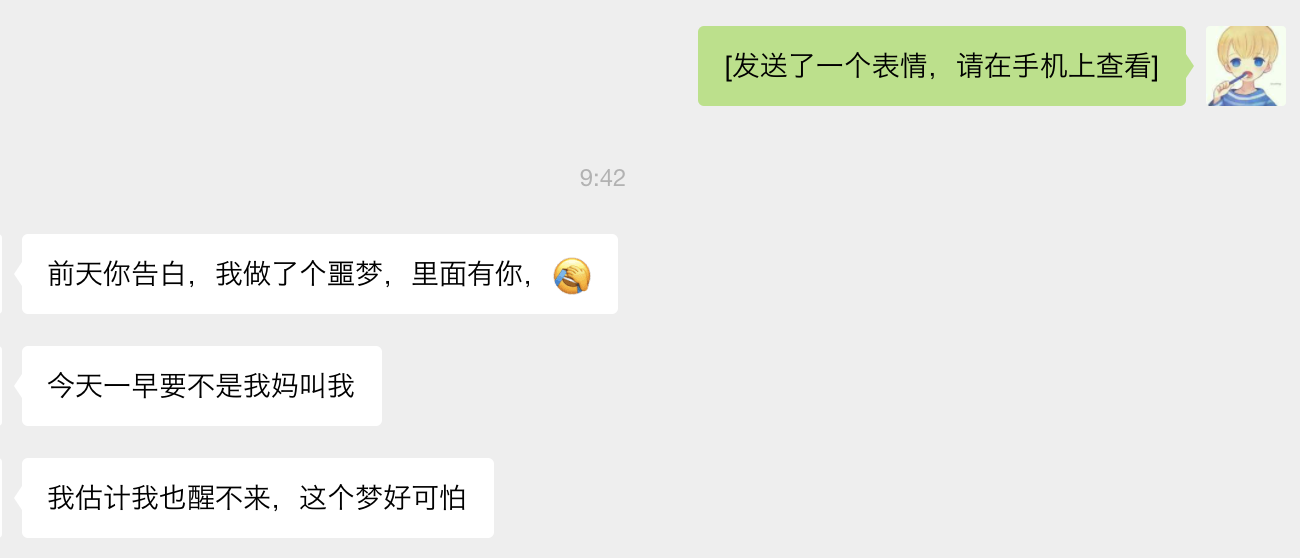 [发送了一个表情，请在手机上查看]
9:42
前天你告白，我做了个噩梦，里面有你，🤦
今天一早要不是我妈叫我
我估计我也醒不来，这个梦好可怕